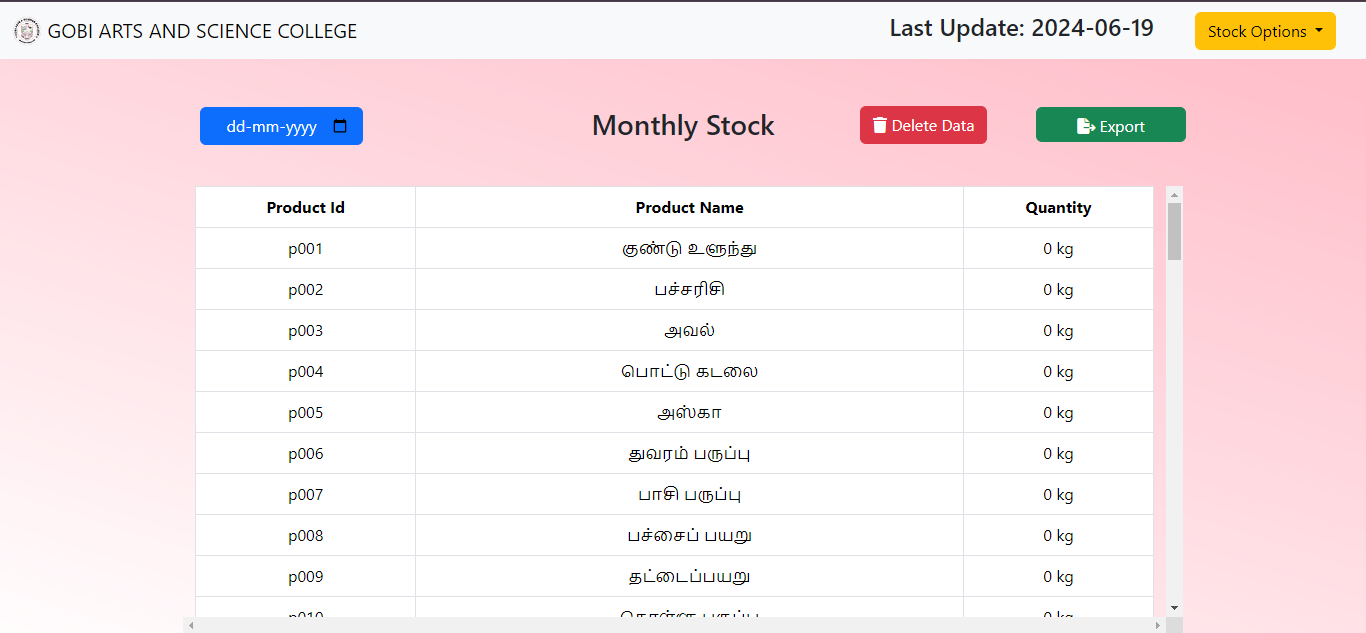 GOBI ARTS AND SCIENCE COLLEGE Last Update: 2024-06-19 Stock Options
dd-mm-yyyy Monthly Stock Delete Data Export
Product Id Product Name Quantity
p001 குண்டு உளுந்து 0 kg
p002 பச்சரிசி 0 kg
p003 அவல் 0 kg
p004 பொட்டு கடலை 0 kg
p005 அஸ்கா 0 kg
p006 துவரம் பருப்பு 0 kg
p007 பாசி பருப்பு 0 kg
p008 பச்சைப் பயறு 0 kg
p009 தட்டைப்பயறு 0 kg
p010 0 kg